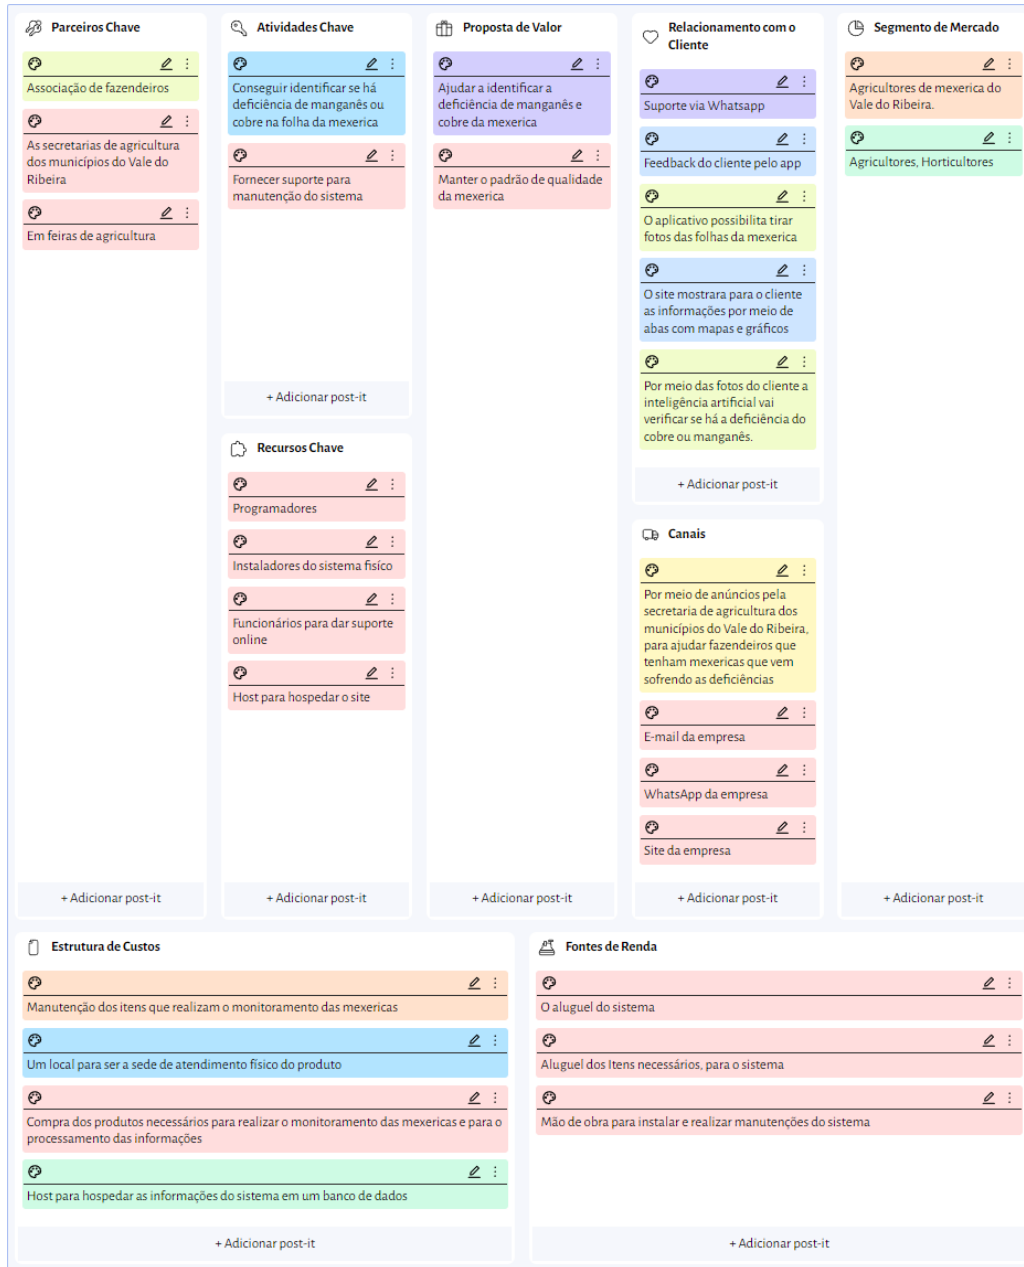 Parceiros Chave
Associação de fazendeiros
As secretarias de agricultura
dos municípios do Vale do
Ribeira
Em feiras de agricultura
+ Adicionar post-it
Atividades Chave
Conseguir identificar se há
deficiência de manganês ou
cobre na folha da mexerica
Fornecer suporte para
manutenção do sistema
+ Adicionar post-it
Recursos Chave
Programadores
Instaladores do sistema fisíco
Funcionários para dar suporte
online
Host para hospedar o site
+ Adicionar post-it
Proposta de Valor
Ajudar a identificar a
deficiência de manganês e
cobre da mexerica
Manter o padrão de qualidade
da mexerica
+ Adicionar post-it
Relacionamento com o
Cliente
Suporte via Whatsapp
Feedback do cliente pelo app
O aplicativo possibilita tirar
fotos das folhas da mexerica
O site mostrara para o cliente
as informações por meio de
abas com mapas e gráficos
Por meio das fotos do cliente a
inteligência artificial vai
verificar se há a deficiência do
cobre ou manganês.
+ Adicionar post-it
Canais
Por meio de anúncios pela
secretaria de agricultura dos
municípios do Vale do Ribeira,
para ajudar fazendeiros que
tenham mexericas que vem
sofrendo as deficiências
E-mail da empresa
WhatsApp da empresa
Site da empresa
+ Adicionar post-it
Segmento de Mercado
Agricultores de mexerica do
Vale do Ribeira.
Agricultores, Horticultores
+ Adicionar post-it
Estrutura de Custos
Manutenção dos itens que realizam o monitoramento das mexericas
Um local para ser a sede de atendimento físico do produto
Compra dos produtos necessários para realizar o monitoramento das mexericas e para o
processamento das informações
Host para hospedar as informações do sistema em um banco de dados
+ Adicionar post-it
Fontes de Renda
O aluguel do sistema
Aluguel dos Itens necessários, para o sistema
Mão de obra para instalar e realizar manutenções do sistema
+ Adicionar post-it